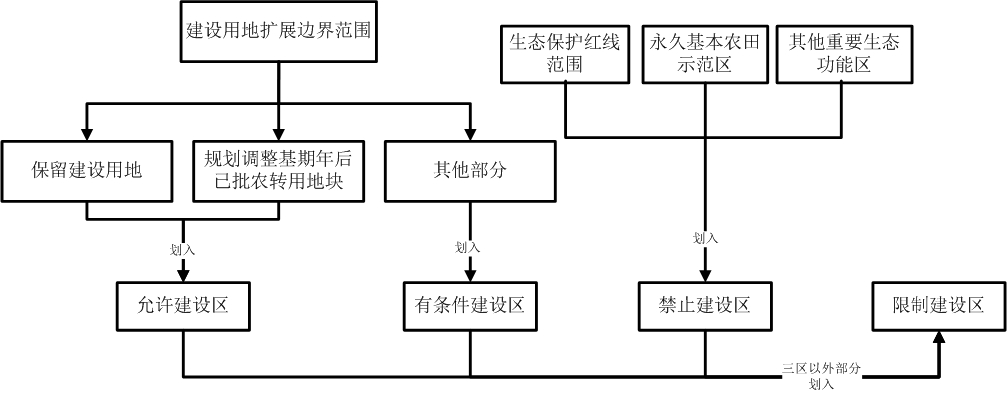 建设用地扩展边界范围
生态保护红线
范围
永久基本农田
示范区
其他重要生态
功能区
保留建设用地
规划调整基期年后
已批农转用地块
其他部分
划入
划入
划入
允许建设区
有条件建设区
禁止建设区
限制建设区
三区以外部分
划入